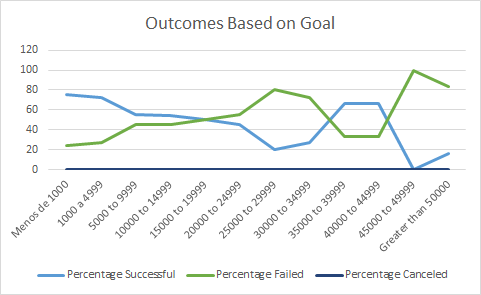 Outcomes Based on Goal
120
100
80
60
40
20
0
Menos de 1000
1000 a 4999
5000 to 9999
10000 to 14999
15000 to 19999
20000 to 24999
25000 to 29999
30000 to 34999
35000 to 39999
40000 to 44999
45000 to 49999
Greater than 50000
Percentage Successful
Percentage Failed
Percentage Canceled